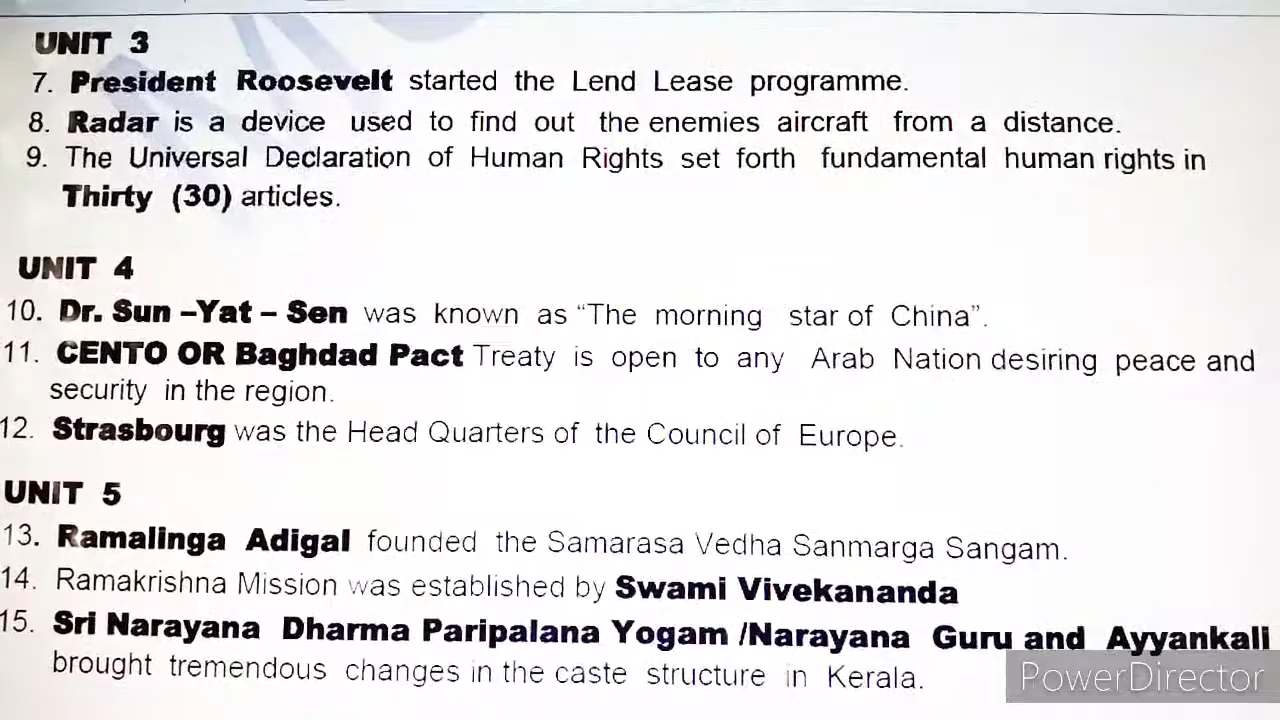 UNIT 3
7. President Roosevelt started the Lend Lease programme.
8. Radar is a device used to find out the enemies aircraft from a distance.
9. The Universal Declaration of Human Rights set forth fundamental human rights in
Thirty (30) articles.
UNIT 4
10. Dr. Sun –Yat – Sen was known as “The morning star of China”.
11. CENTO OR Baghdad Pact Treaty is open to any Arab Nation desiring peace and
security in the region.
12. Strasbourg was the Head Quarters of the Council of Europe.
UNIT 5
13. Ramalinga Adigal founded the Samarasa Vedha Sanmarga Sangam.
14. Ramakrishna Mission was established by Swami Vivekananda
15. Sri Narayana Dharma Paripalana Yogam /Narayana Guru and Ayyankali
brought tremendous changes in the caste structure in Kerala.
PowerDirector